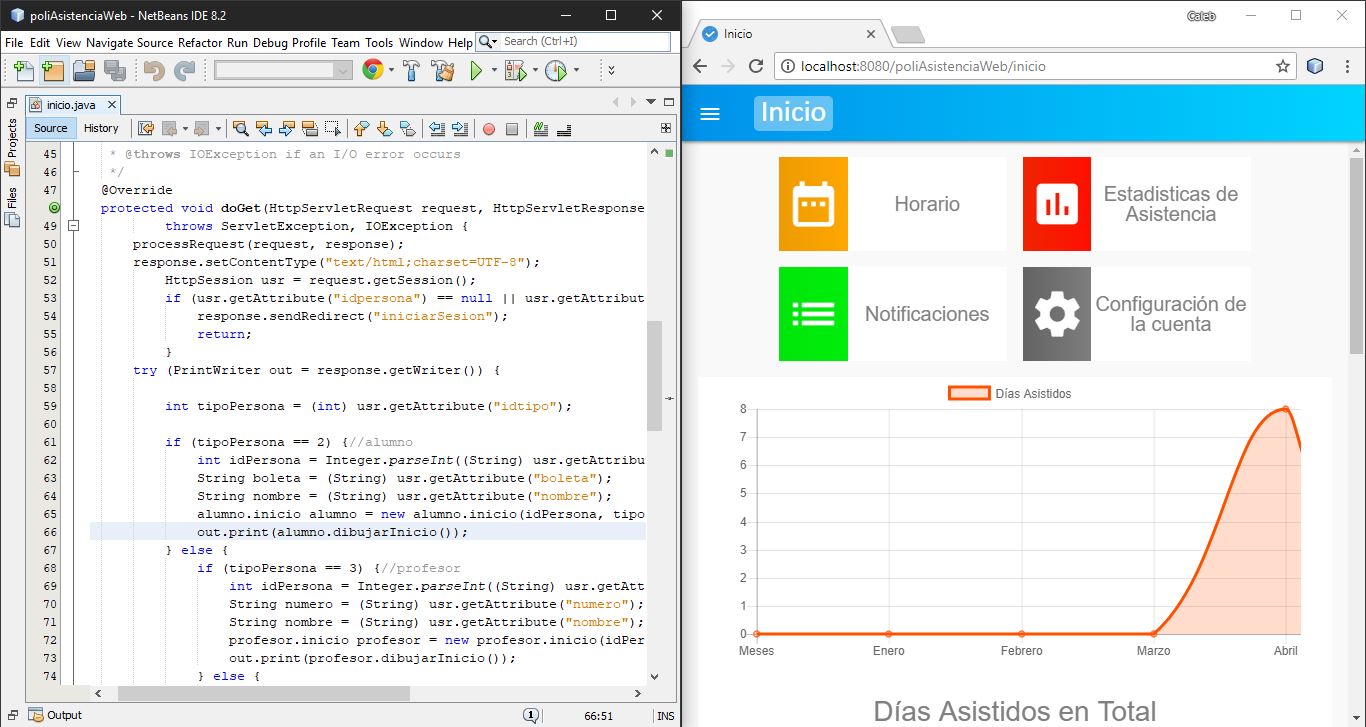 poliAsistenciaWeb - NetBeans IDE 8.2
File Edit View Navigate Source Refactor Run Debug Profile Team Tools Window Help
Search (Ctrl+I)
inicio.java
Source History
Projects
Files
45 * @throws IOException if an I/O error occurs
46 */
47 @Override
protected void doGet(HttpServletRequest request, HttpServletResponse
49 throws ServletException, IOException {
50 processRequest(request, response);
51 response.setContentType("text/html;charset=UTF-8");
52 HttpSession usr = request.getSession();
53 if (usr.getAttribute("idpersona") == null || usr.getAttribut
54 response.sendRedirect("iniciarSesion");
55 return;
56 }
57 try (PrintWriter out = response.getWriter()) {
58
59 int tipoPersona = (int) usr.getAttribute("idtipo");
60
61 if (tipoPersona == 2) {//alumno
62 int idPersona = Integer.parseInt((String) usr.getAttribu
63 String boleta = (String) usr.getAttribute("boleta");
64 String nombre = (String) usr.getAttribute("nombre");
65 alumno.inicio alumno = new alumno.inicio(idPersona, tipo
66 out.print(alumno.dibujarInicio());
67 } else {
68 if (tipoPersona == 3) {//profesor
69 int idPersona = Integer.parseInt((String) usr.getAtt
70 String numero = (String) usr.getAttribute("numero");
71 String nombre = (String) usr.getAttribute("nombre");
72 profesor.inicio profesor = new profesor.inicio(idPer
73 out.print(profesor.dibujarInicio());
74 } else {
Output
1
66:51
INS
Caleb
Inicio
localhost:8080/poliAsistenciaWeb/inicio
Inicio
Horario
Estadisticas de
Asistencia
Notificaciones
Configuración de
la cuenta
Días Asistidos
8
7
6
5
4
3
2
1
0
Meses Enero Febrero Marzo Abril
Días Asistidos en Total